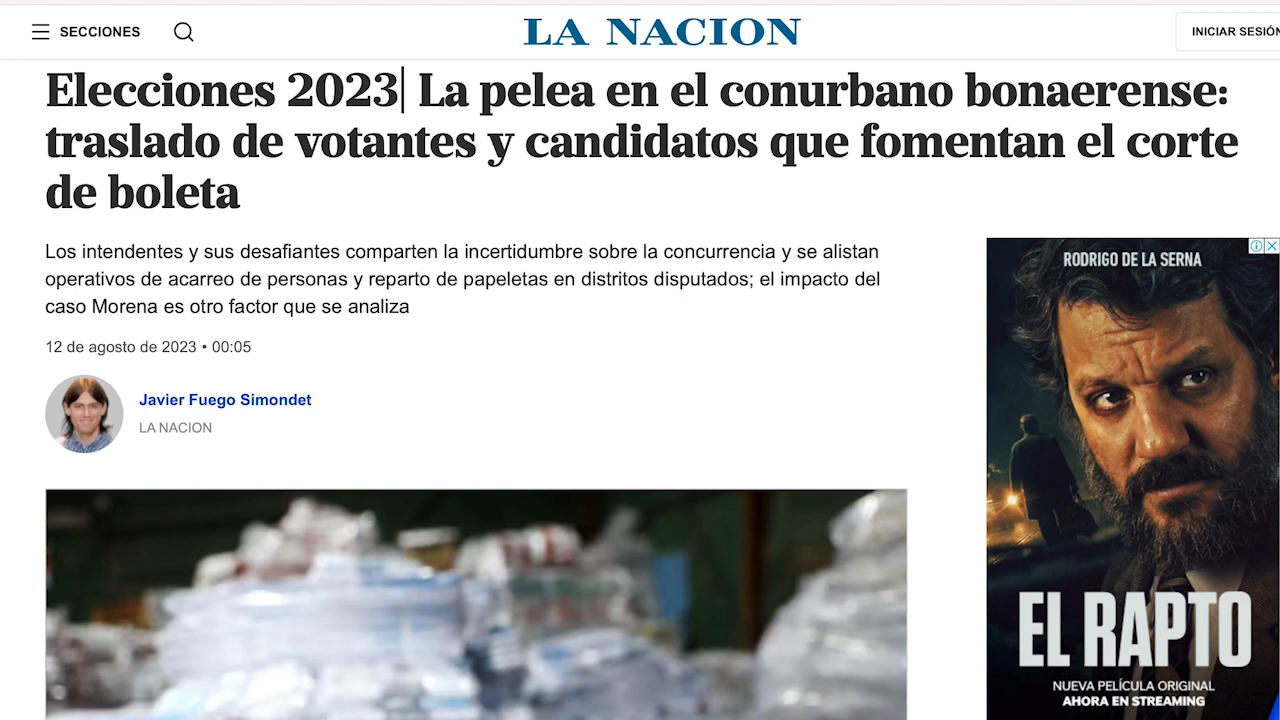 SECCIONES
LA NACION
INICIAR SESIÓN
Elecciones 2023| La pelea en el conurbano bonaerense:
traslado de votantes y candidatos que fomentan el corte
de boleta
Los intendentes y sus desafiantes comparten la incertidumbre sobre la concurrencia y se alistan
operativos de acarreo de personas y reparto de papeletas en distritos disputados; el impacto del
caso Morena es otro factor que se analiza
12 de agosto de 2023 • 00:05
Javier Fuego Simondet
LA NACION
RODRIGO DE LA SERNA
EL RAPTO
NUEVA PELÍCULA ORIGINAL
AHORA EN STREAMING